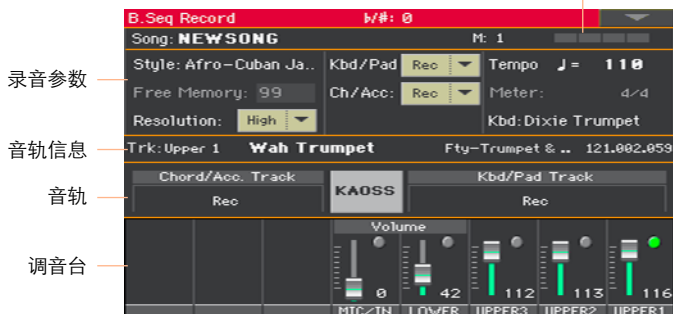 B.Seq Record ♭/#: 0
Song: NEWSONG M: 1
录音参数
Style: Afro-Cuban Ja.. Kbd/Pad Rec Tempo ♩= 110
Free Memory: 99 Ch/Acc: Rec Meter: 4/4
Resolution: High Kbd: Dixie Trumpet
音轨信息
Trk: Upper 1 Wah Trumpet Fty-Trumpet & .. 121.002.059
音轨
Chord/Acc. Track KAOSS Kbd/Pad Track
Rec Rec
调音台
Volume
0 42 112 113 116
MIC/IN LOWER UPPER3 UPPER2 UPPER1